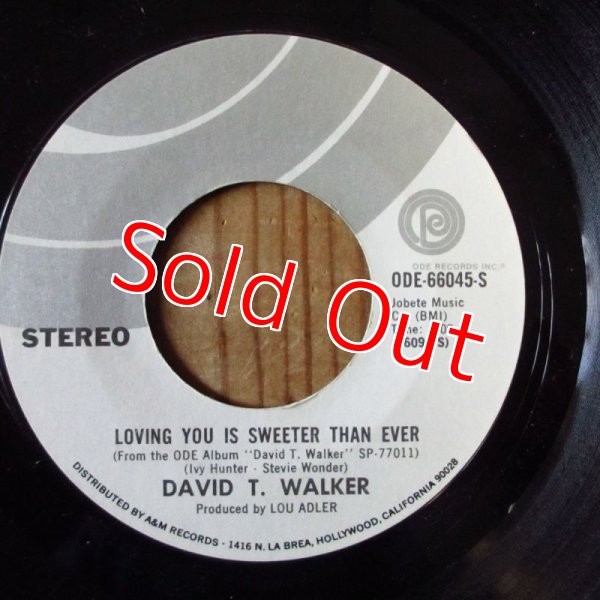 ODE RECORDS INC.®
ODE-66045-S
Jobete Music
(BMI)
STEREO
Sold Out
LOVING YOU IS SWEETER THAN EVER
(From the ODE Album "David T. Walker" SP-77011)
(Ivy Hunter - Stevie Wonder)
DAVID T. WALKER
Produced by LOU ADLER
DISTRIBUTED BY A&M RECORDS · 1416 N. LA BREA, HOLLYWOOD, CALIFORNIA 90028